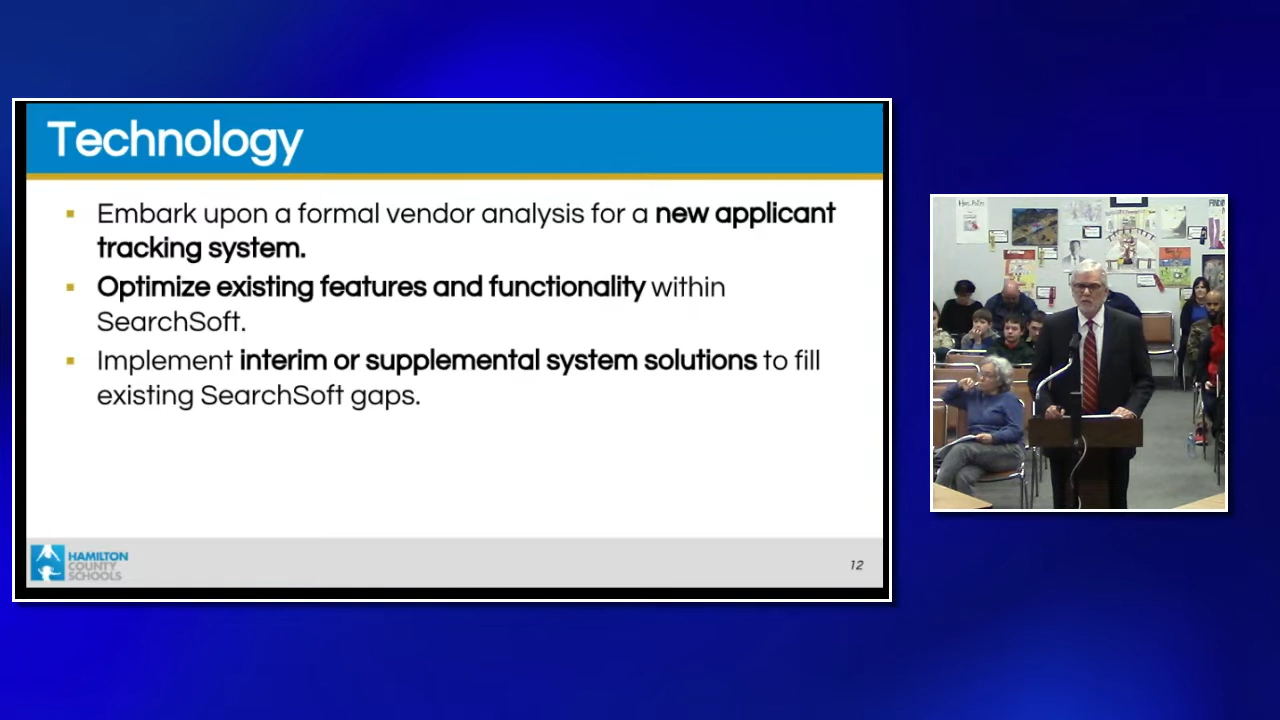 Technology
Embark upon a formal vendor analysis for a new applicant
tracking system.
Optimize existing features and functionality within
SearchSoft.
Implement interim or supplemental system solutions to fill
existing SearchSoft gaps.
HAMILTON
COUNTY
SCHOOLS
12